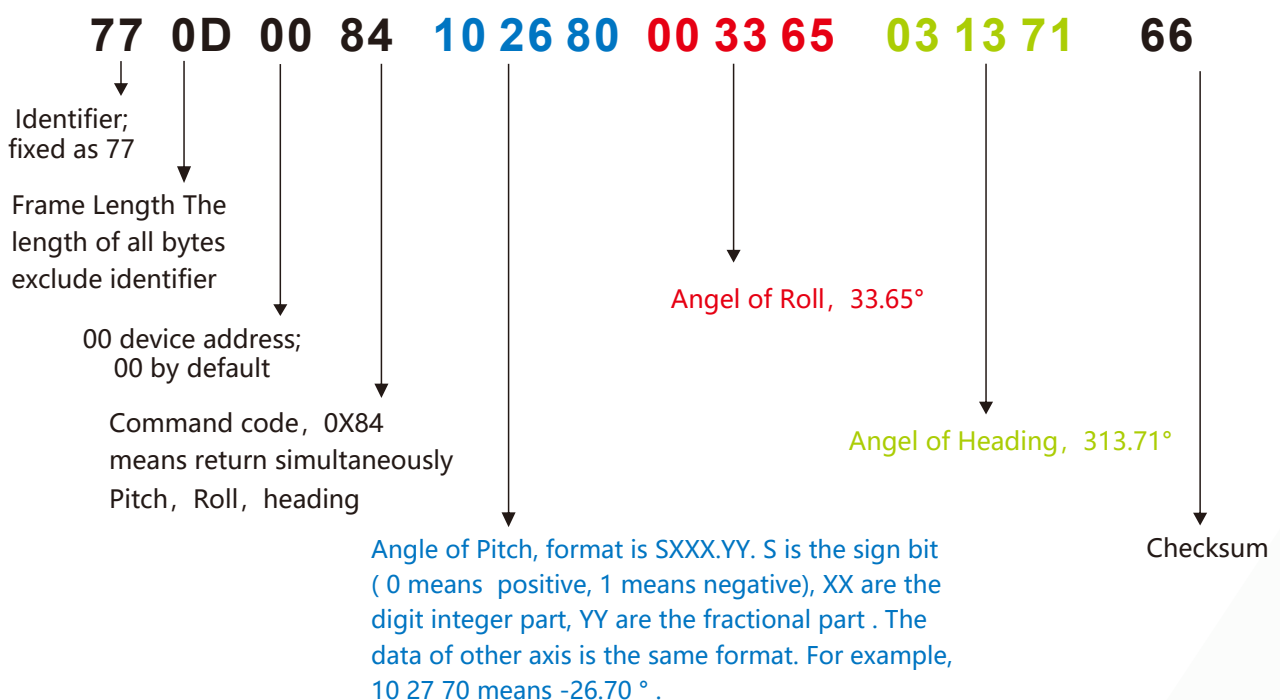 77 0D 00 84 10 26 80 00 33 65 03 13 71 66
Identifier;
fixed as 77
Frame Length The
length of all bytes
exclude identifier
00 device address;
00 by default
Command code，0X84
means return simultaneously
Pitch，Roll，heading
Angle of Pitch, format is SXXX.YY. S is the sign bit
( 0 means positive, 1 means negative), XX are the
digit integer part, YY are the fractional part . The
data of other axis is the same format. For example,
10 27 70 means -26.70 ° .
Angel of Roll，33.65°
Angel of Heading，313.71°
Checksum